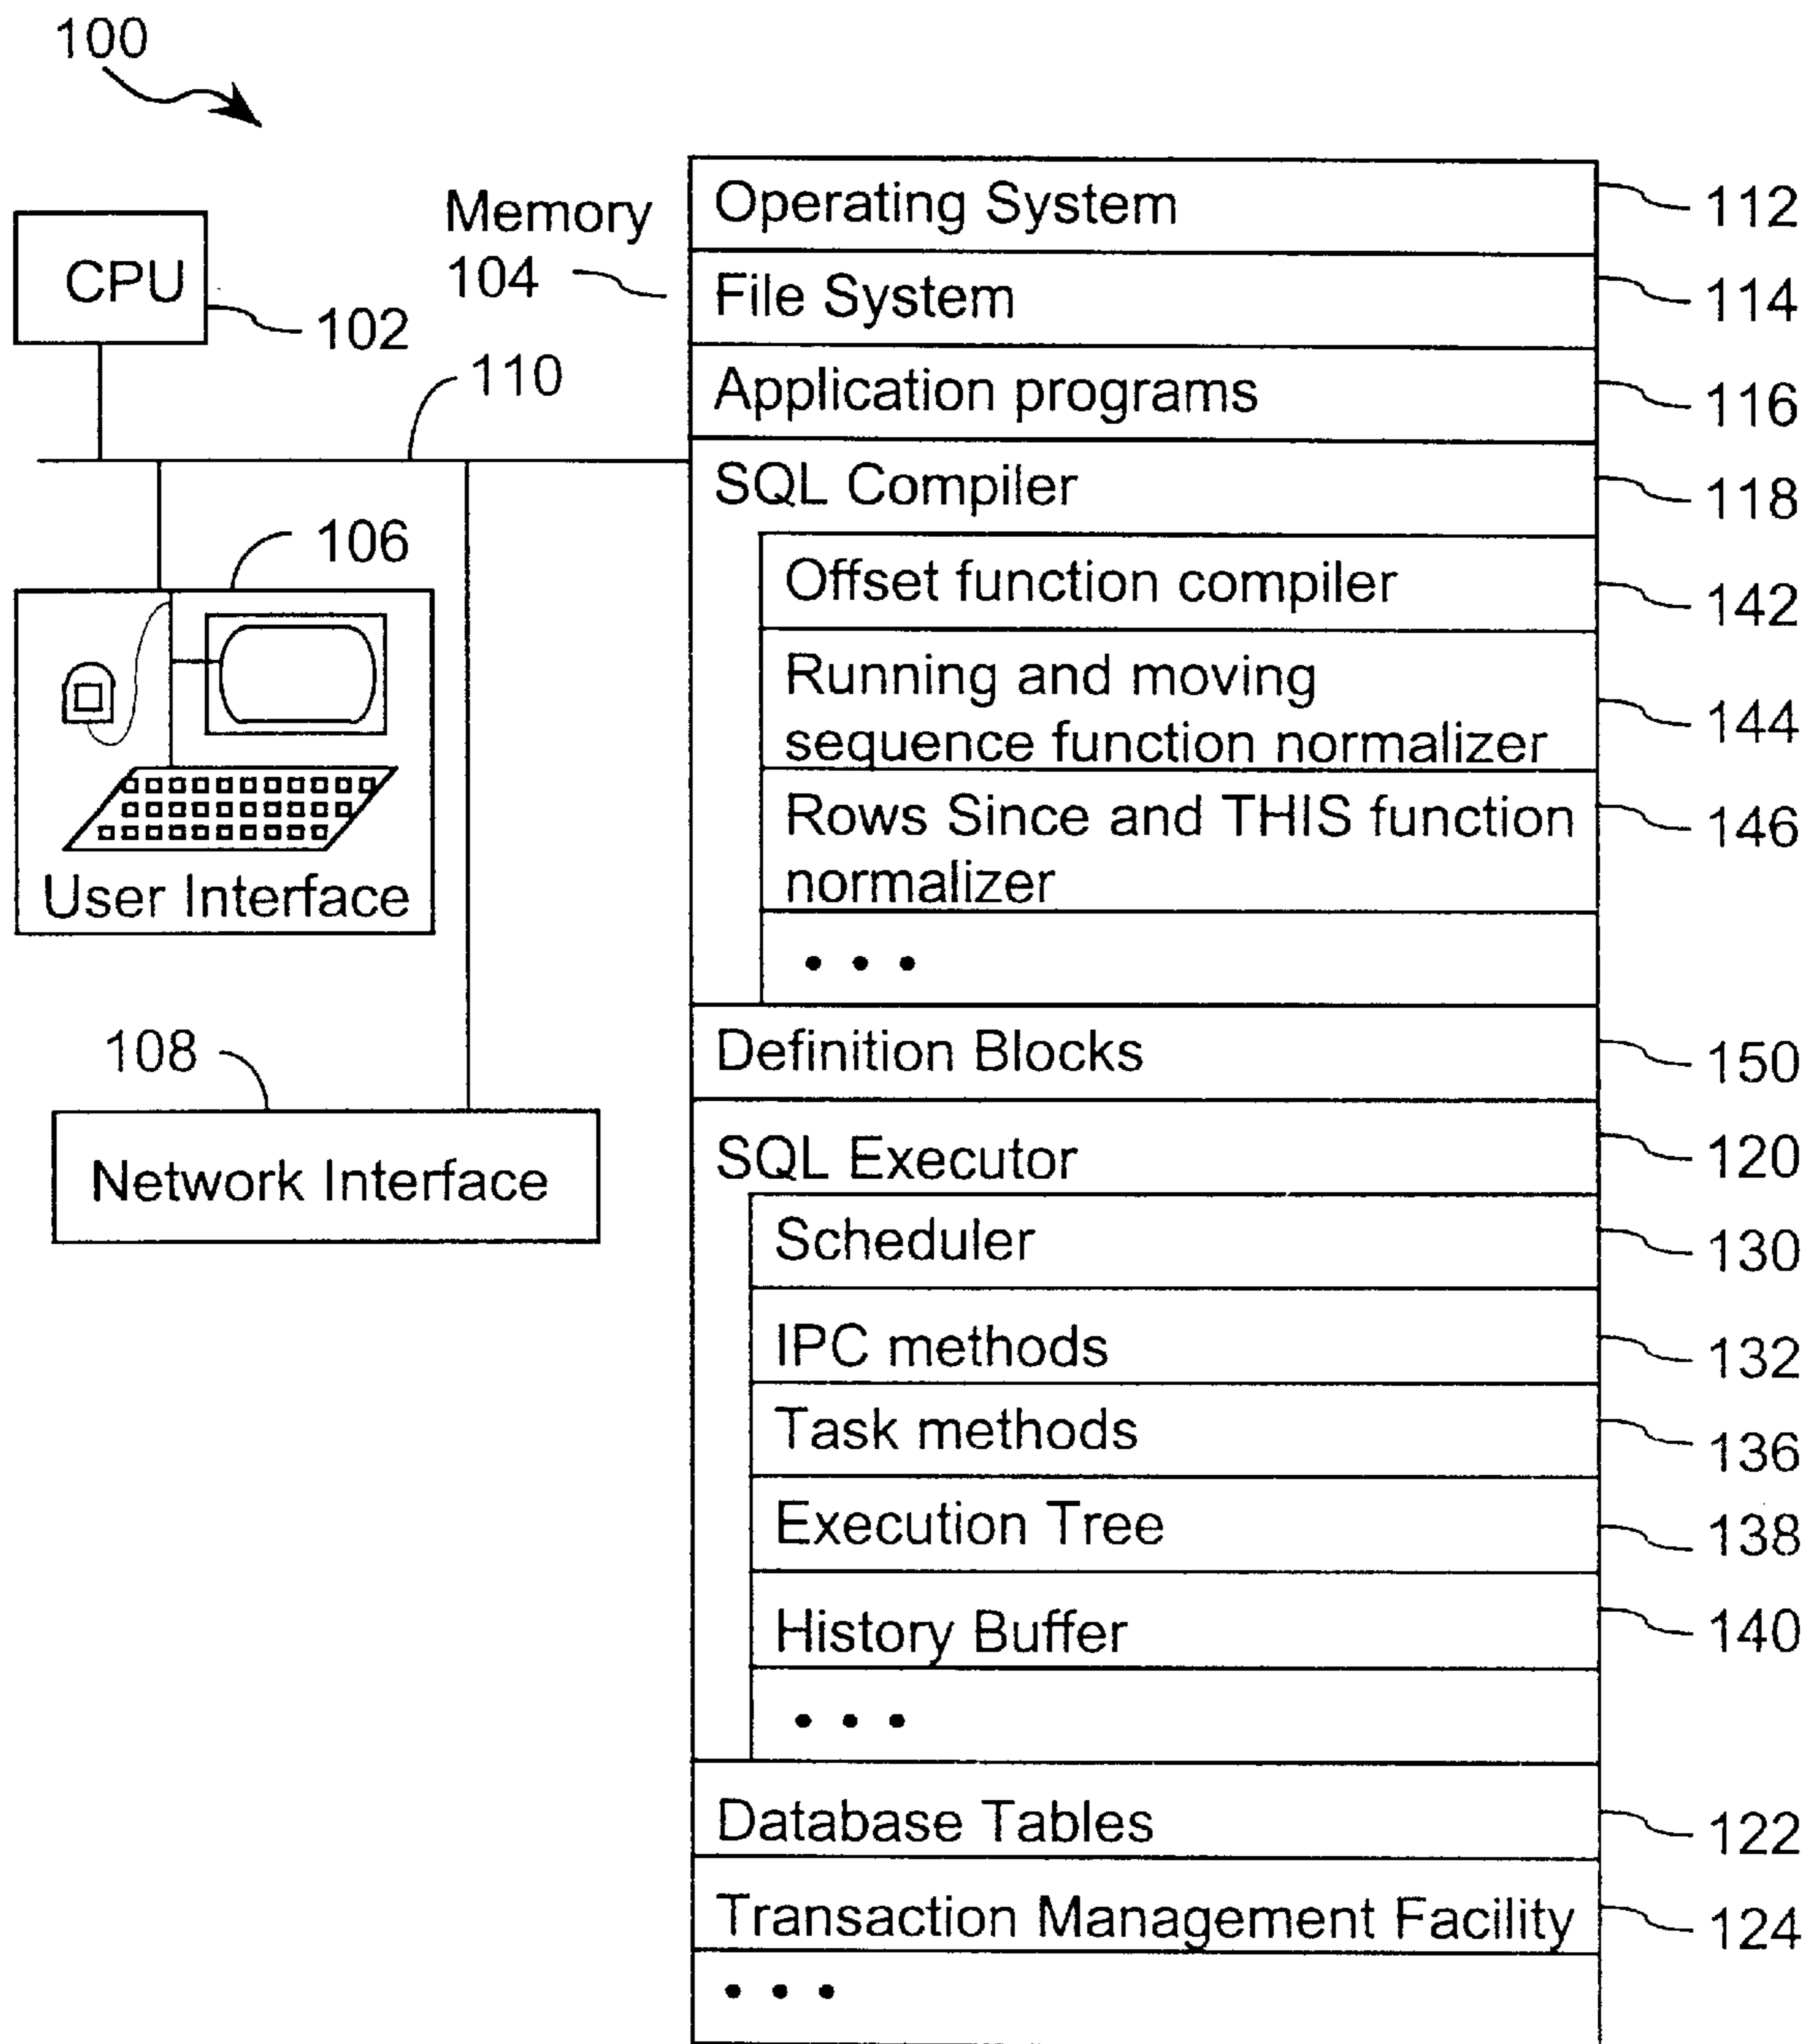 100
CPU
102
Memory
104
110
106
User Interface
108
Network Interface
Operating System
112
File System
114
Application programs
116
SQL Compiler
118
Offset function compiler
142
Running and moving
sequence function normalizer
144
Rows Since and THIS function
normalizer
146
• • •
Definition Blocks
150
SQL Executor
120
Scheduler
130
IPC methods
132
Task methods
136
Execution Tree
138
History Buffer
140
• • •
Database Tables
122
Transaction Management Facility
124
• • •